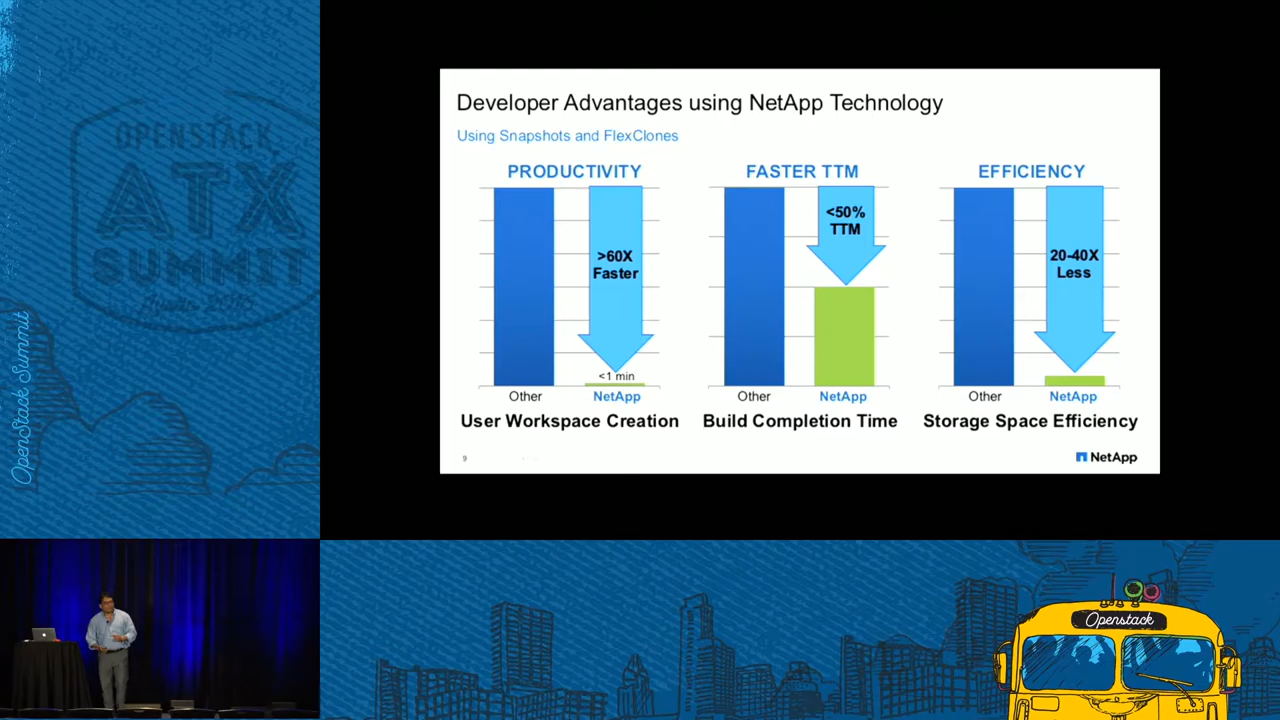 OPENSTACK
ATX
SUMMIT
OpenStack Summit
Developer Advantages using NetApp Technology
Using Snapshots and FlexClones
PRODUCTIVITY
>60X
Faster
<1 min
Other
NetApp
User Workspace Creation
FASTER TTM
<50%
TTM
Other
NetApp
Build Completion Time
EFFICIENCY
20-40X
Less
Other
NetApp
Storage Space Efficiency
9
NetApp
Openstack